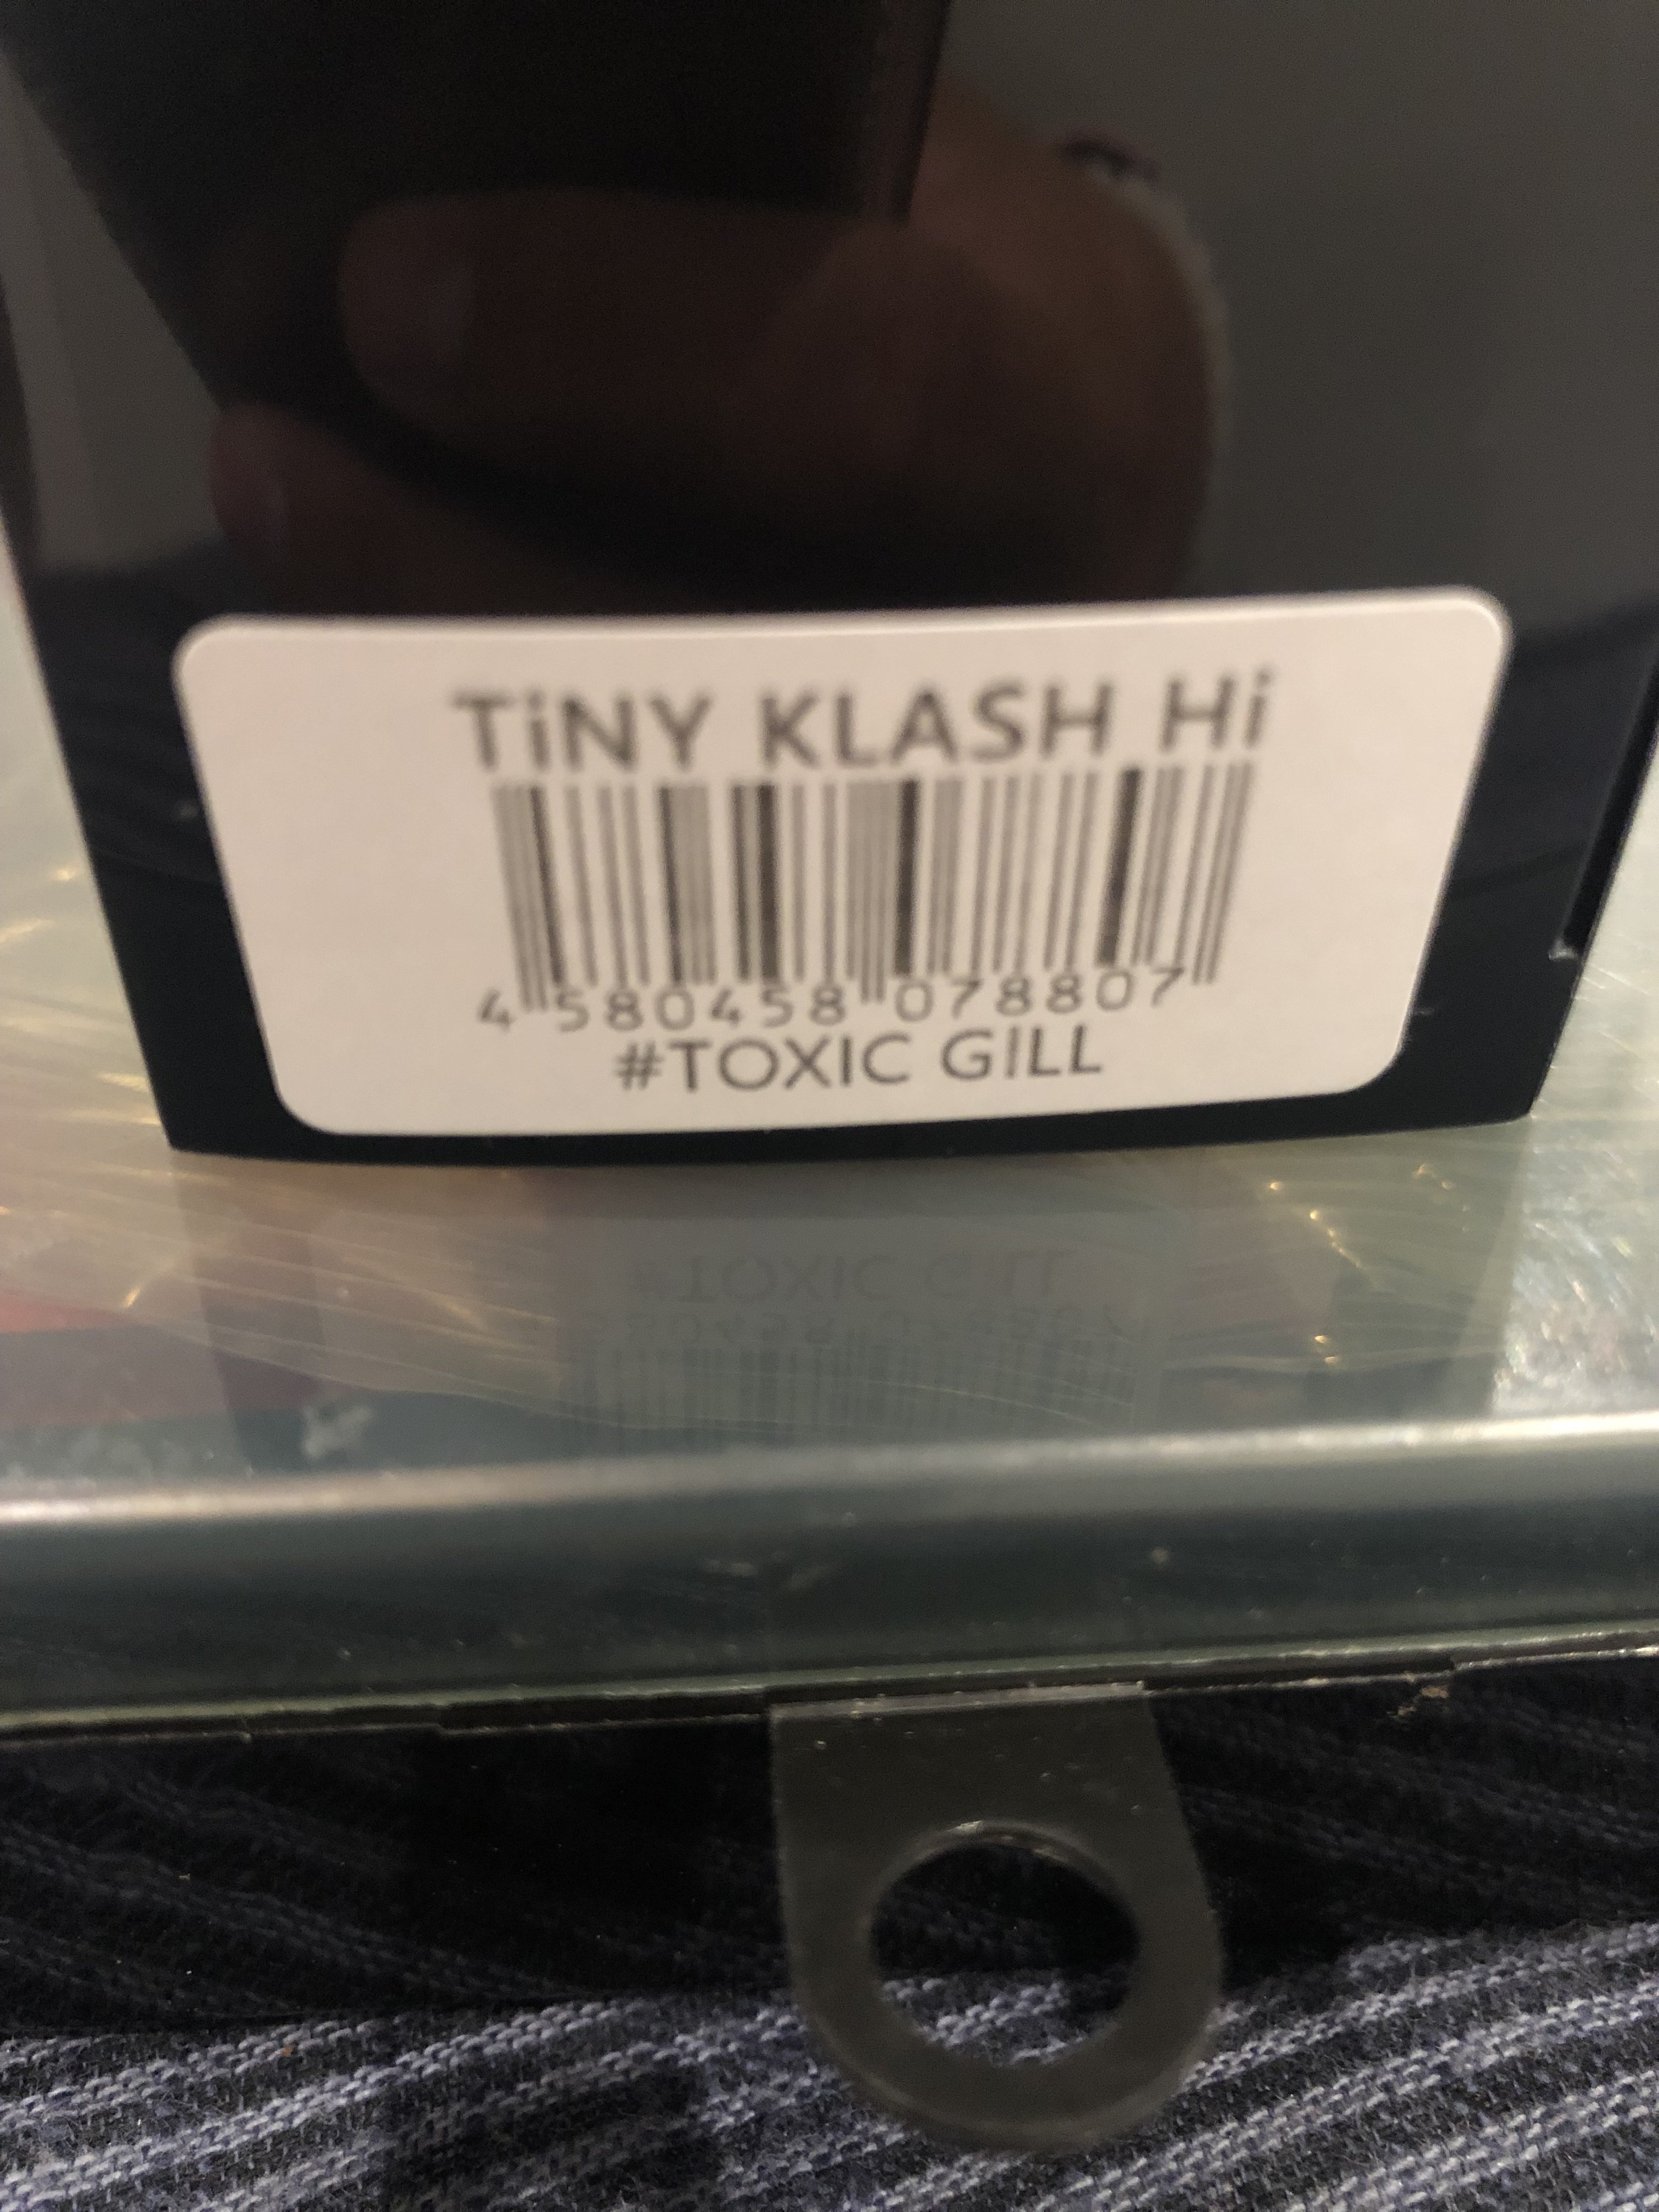 TiNY KLASH Hi
4 580458 078807
#TOXIC GILL